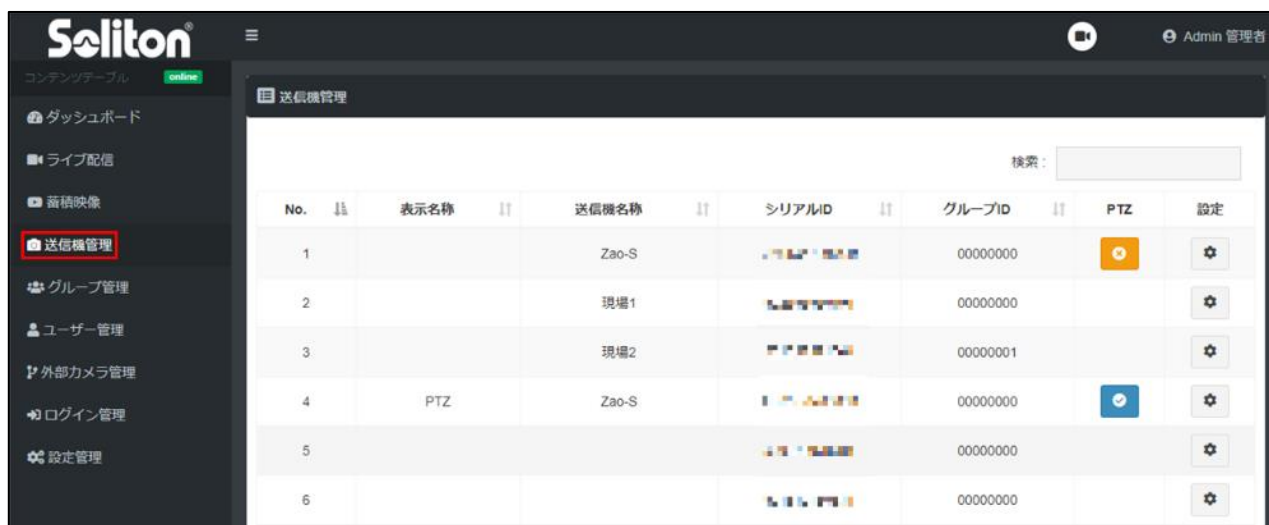 Soliton®
Admin 管理者
コンテンツテーブル online
ダッシュボード
ライブ配信
蓄積映像
送信機管理
グループ管理
ユーザー管理
外部カメラ管理
ログイン管理
設定管理
送信機管理
検索 :
No. 表示名称 送信機名称 シリアルID グループID PTZ 設定
1 Zao-S 00000000
2 現場1 00000000
3 現場2 00000001
4 PTZ Zao-S 00000000
5 00000000
6 00000000